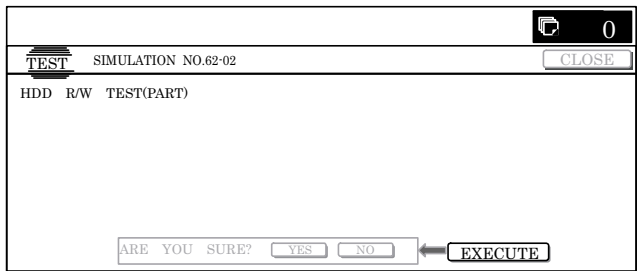 0
TEST SIMULATION NO.62-02 CLOSE
HDD R/W TEST(PART)
ARE YOU SURE? YES NO EXECUTE